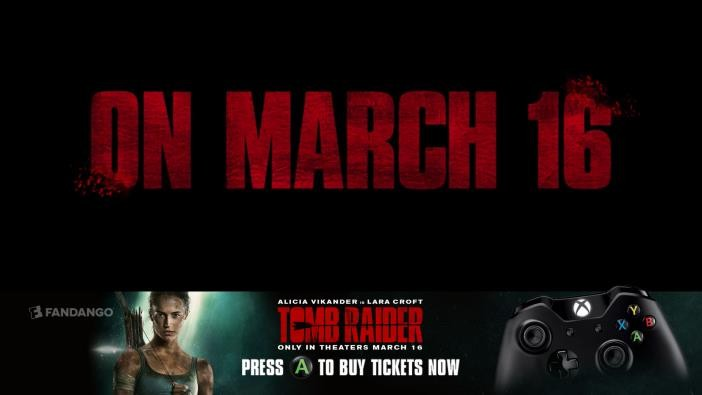 ON MARCH 16
FANDANGO
ALICIA VIKANDER IS LARA CROFT
TOMB RAIDER
ONLY IN THEATERS MARCH 16
PRESS A TO BUY TICKETS NOW
Y
X B
A